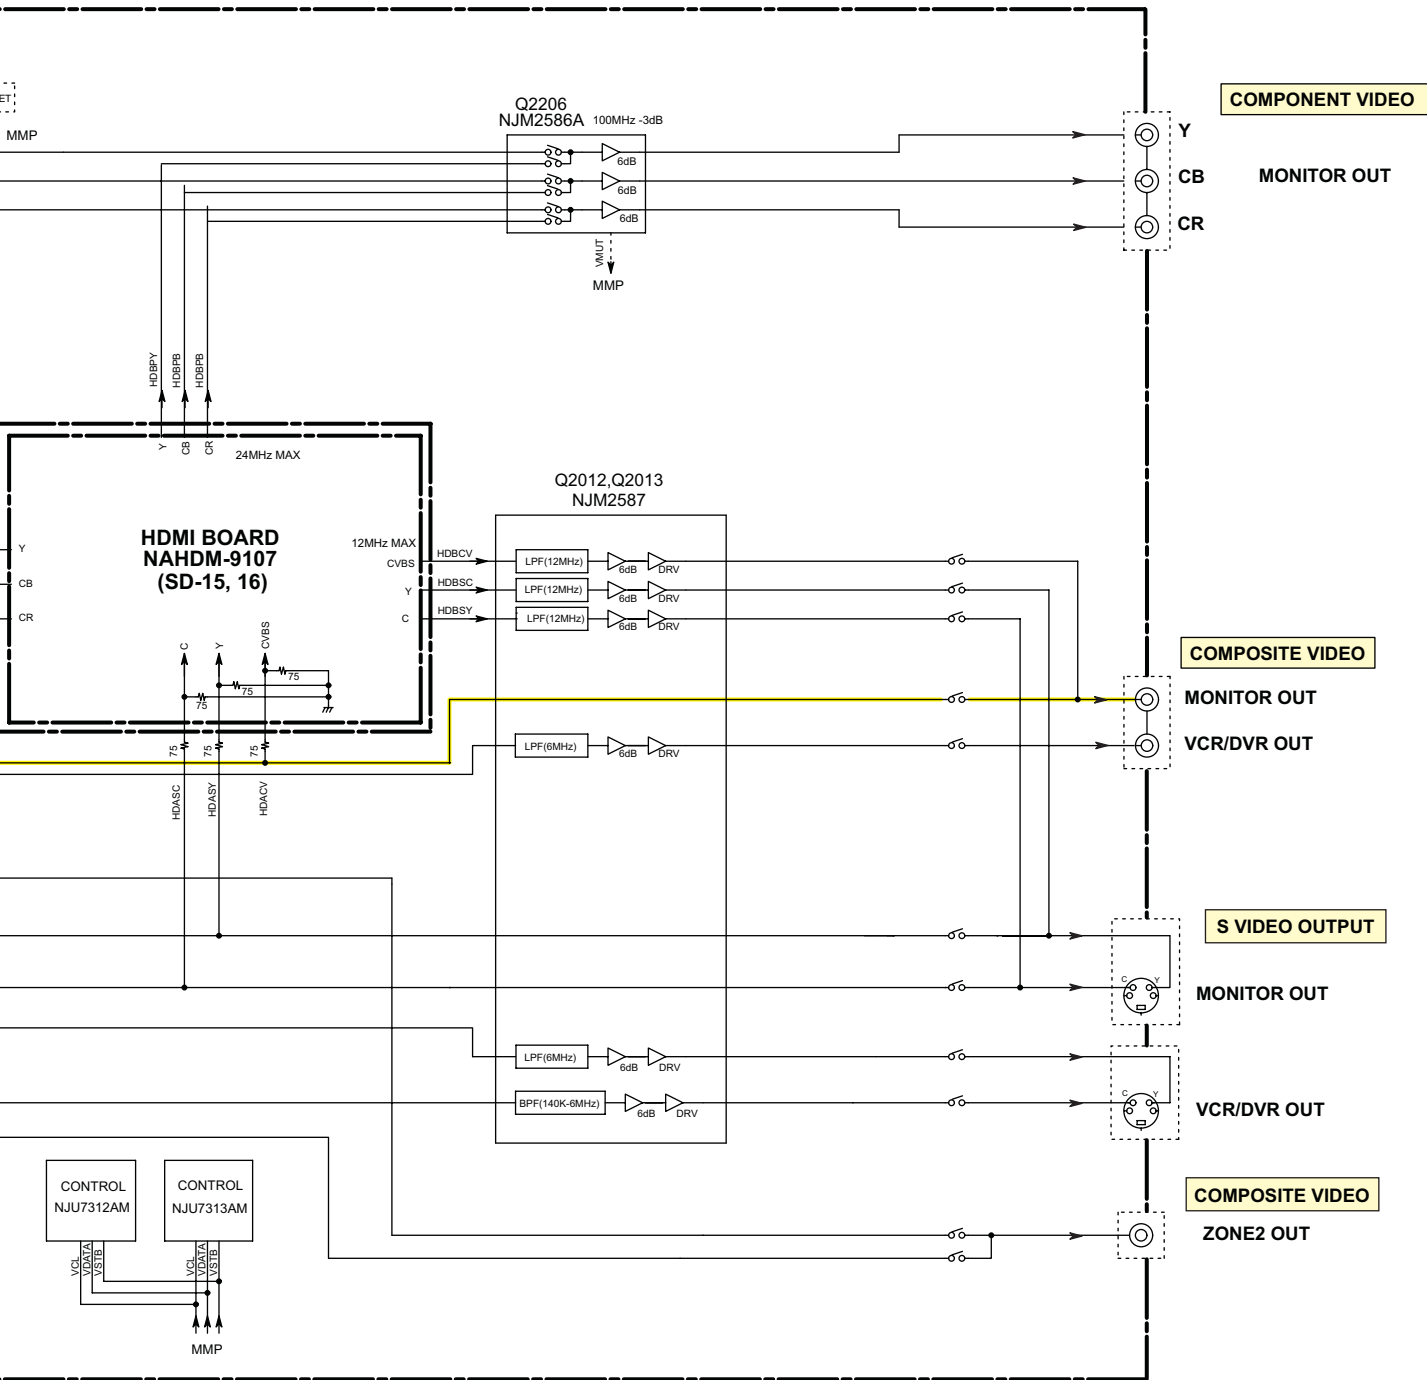 ET
MMP
Q2206
NJM2586A 100MHz -3dB
6dB
6dB
6dB
VMUT
MMP
COMPONENT VIDEO
Y
CB
CR
MONITOR OUT
HDBPY
HDBPB
HDBPB
Y
CB
CR
24MHz MAX
HDMI BOARD
NAHDM-9107
(SD-15, 16)
Y
CB
CR
12MHz MAX
CVBS
Y
C
C
Y
CVBS
75
75
75
75
75
75
HDASC
HDASY
HDACV
HDBCV
HDBSC
HDBSY
Q2012,Q2013
NJM2587
LPF(12MHz)
6dB
DRV
LPF(12MHz)
6dB
DRV
LPF(12MHz)
6dB
DRV
LPF(6MHz)
6dB
DRV
LPF(6MHz)
6dB
DRV
BPF(140K-6MHz)
6dB
DRV
COMPOSITE VIDEO
MONITOR OUT
VCR/DVR OUT
S VIDEO OUTPUT
C
Y
MONITOR OUT
C
Y
VCR/DVR OUT
COMPOSITE VIDEO
ZONE2 OUT
CONTROL
NJU7312AM
CONTROL
NJU7313AM
VCL
VDATA
VSTB
VCL
VDATA
VSTB
MMP